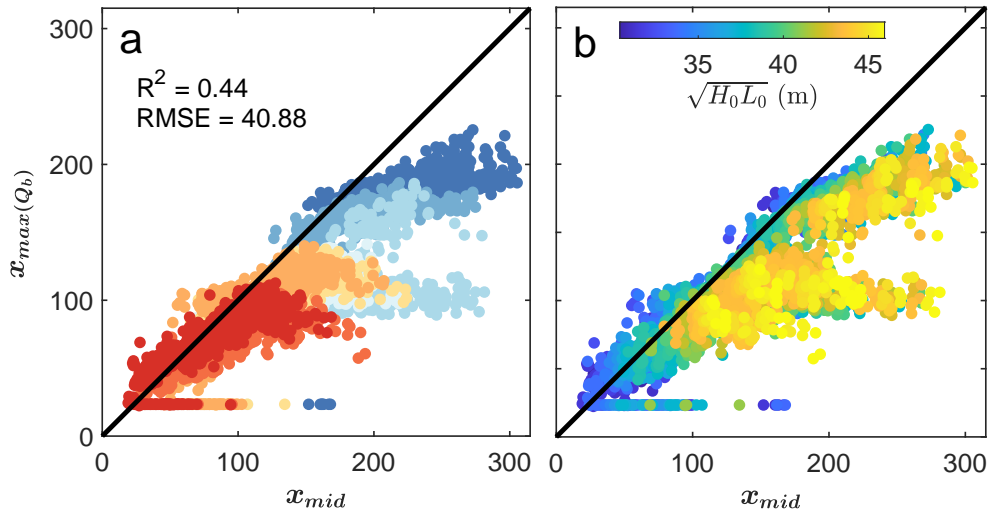 a
R² = 0.44
RMSE = 40.88
300
200
100
0
x_max(Q_b)
0 100 200 300
x_mid
b
35 40 45
√H₀L₀ (m)
0 100 200 300
x_mid